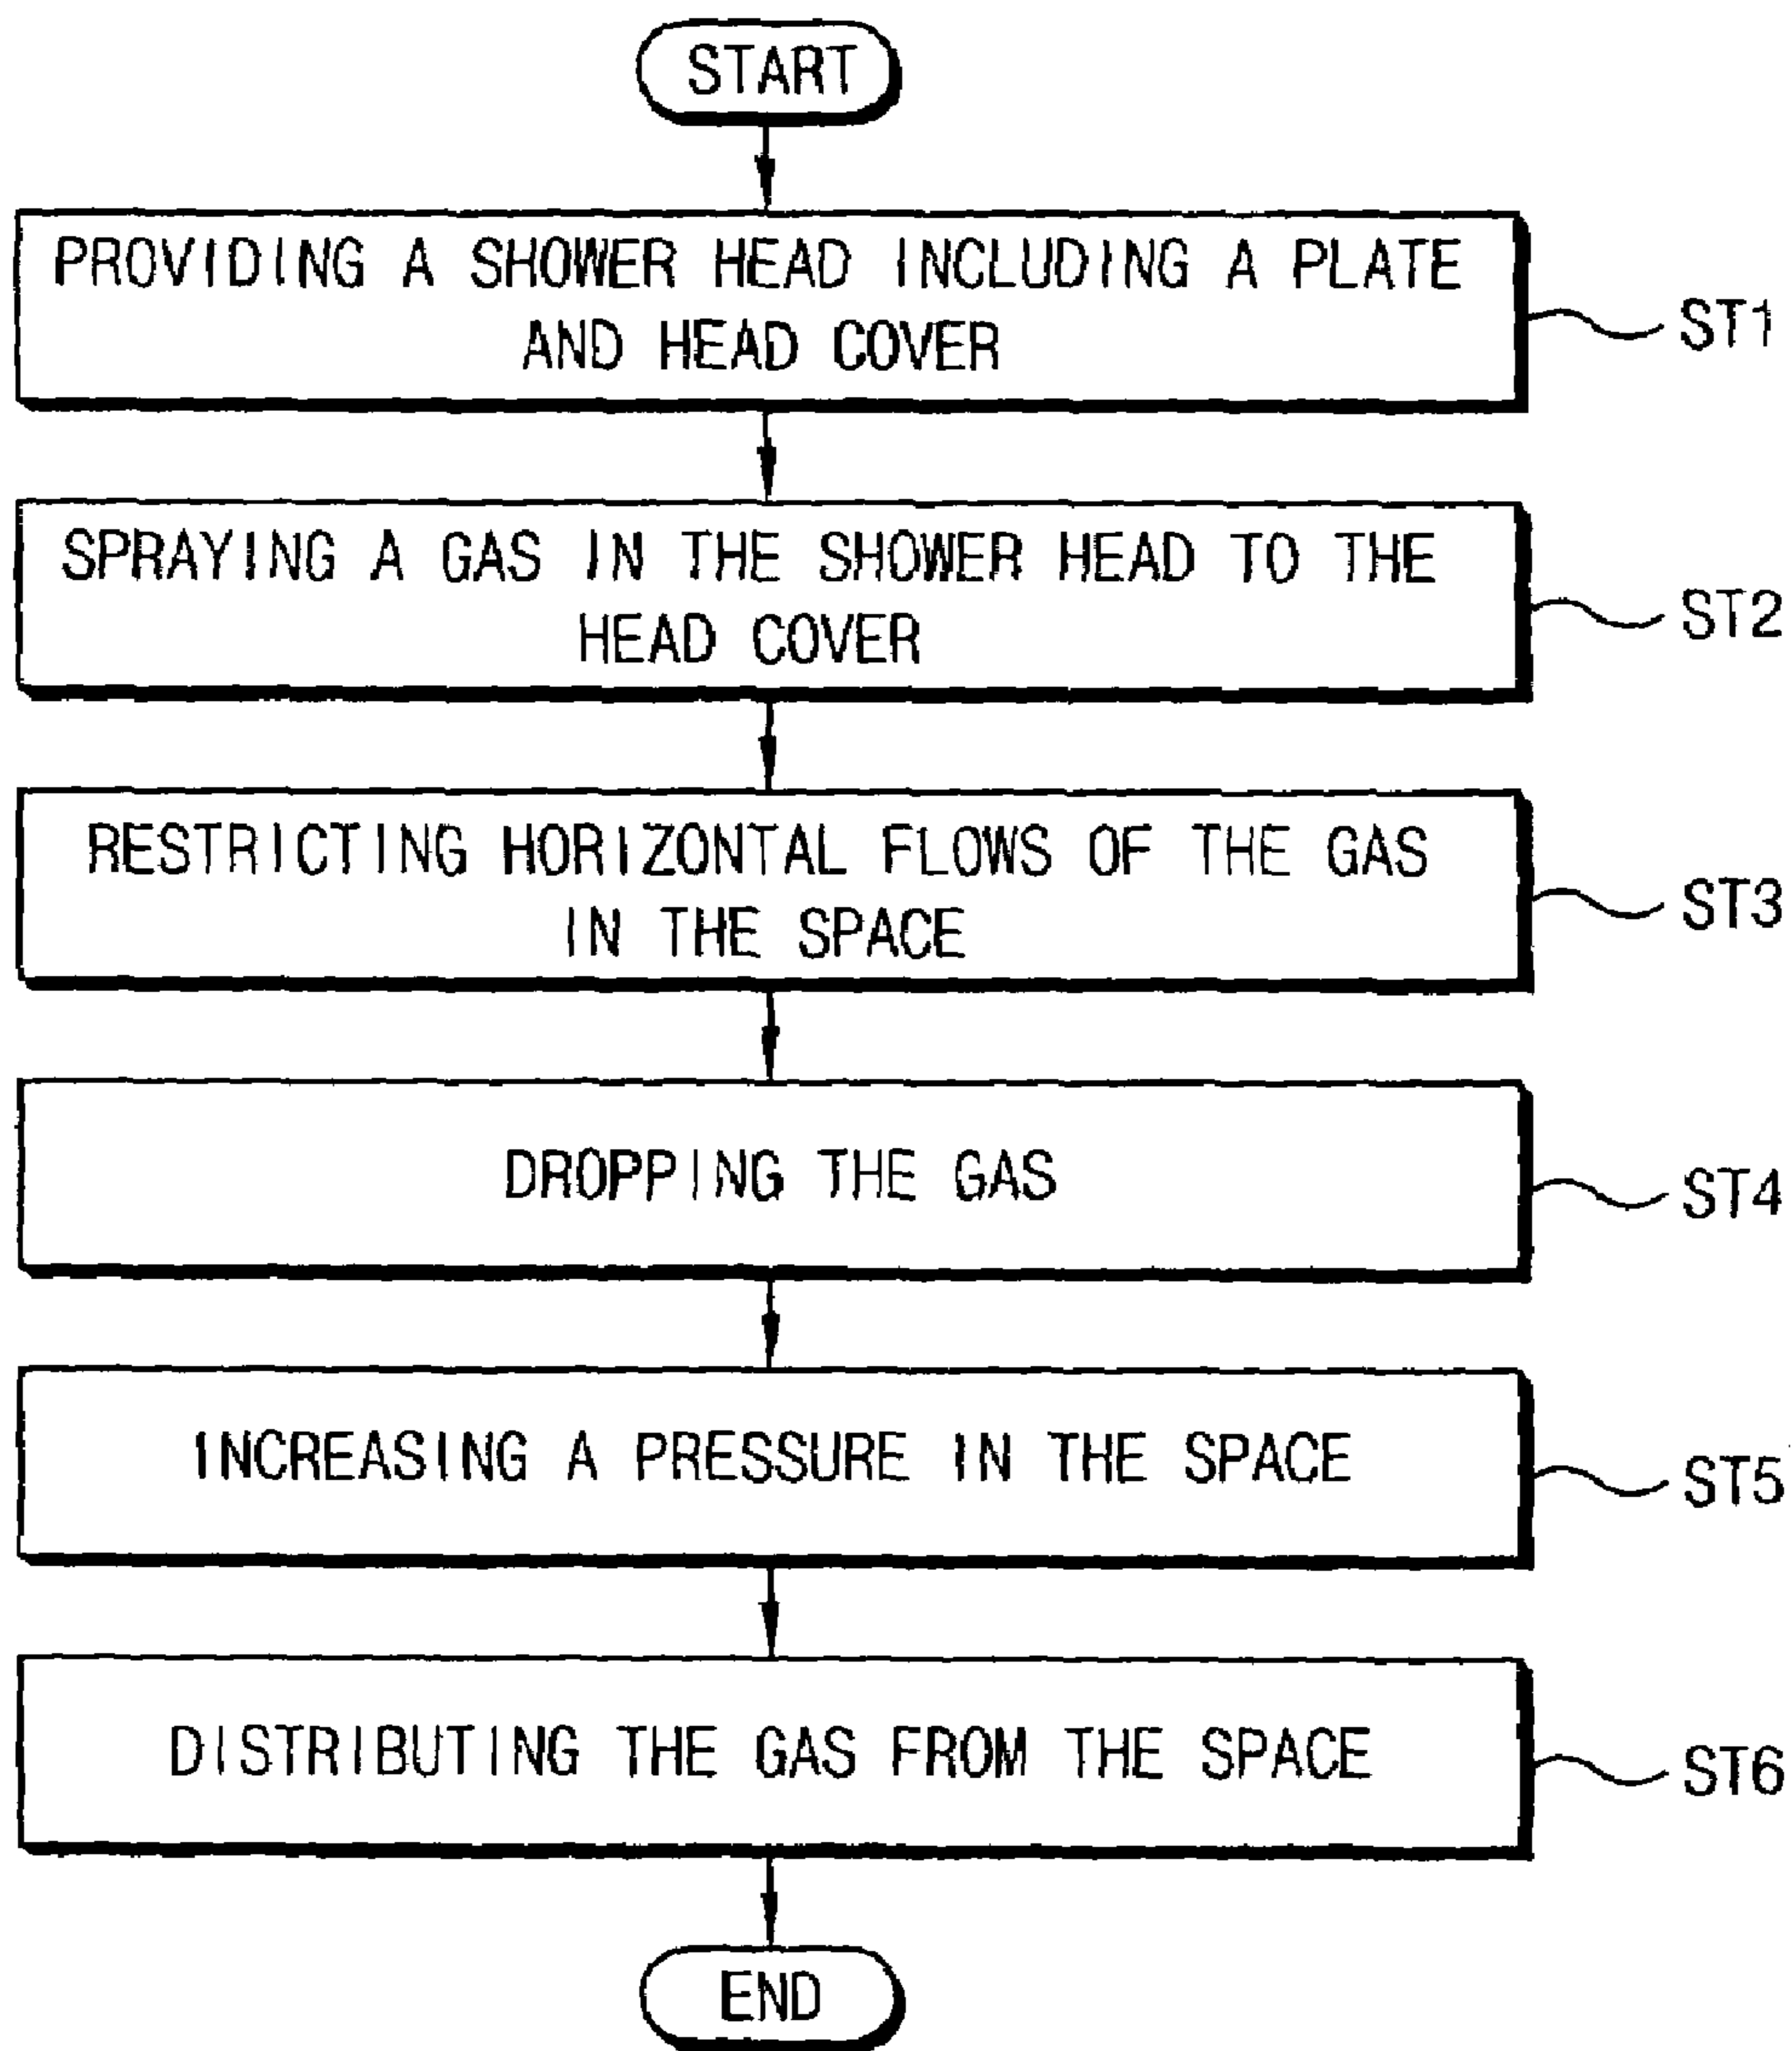 START
PROVIDING A SHOWER HEAD INCLUDING A PLATE
AND HEAD COVER
ST1
SPRAYING A GAS IN THE SHOWER HEAD TO THE
HEAD COVER
ST2
RESTRICTING HORIZONTAL FLOWS OF THE GAS
IN THE SPACE
ST3
DROPPING THE GAS
ST4
INCREASING A PRESSURE IN THE SPACE
ST5
DISTRIBUTING THE GAS FROM THE SPACE
ST6
END